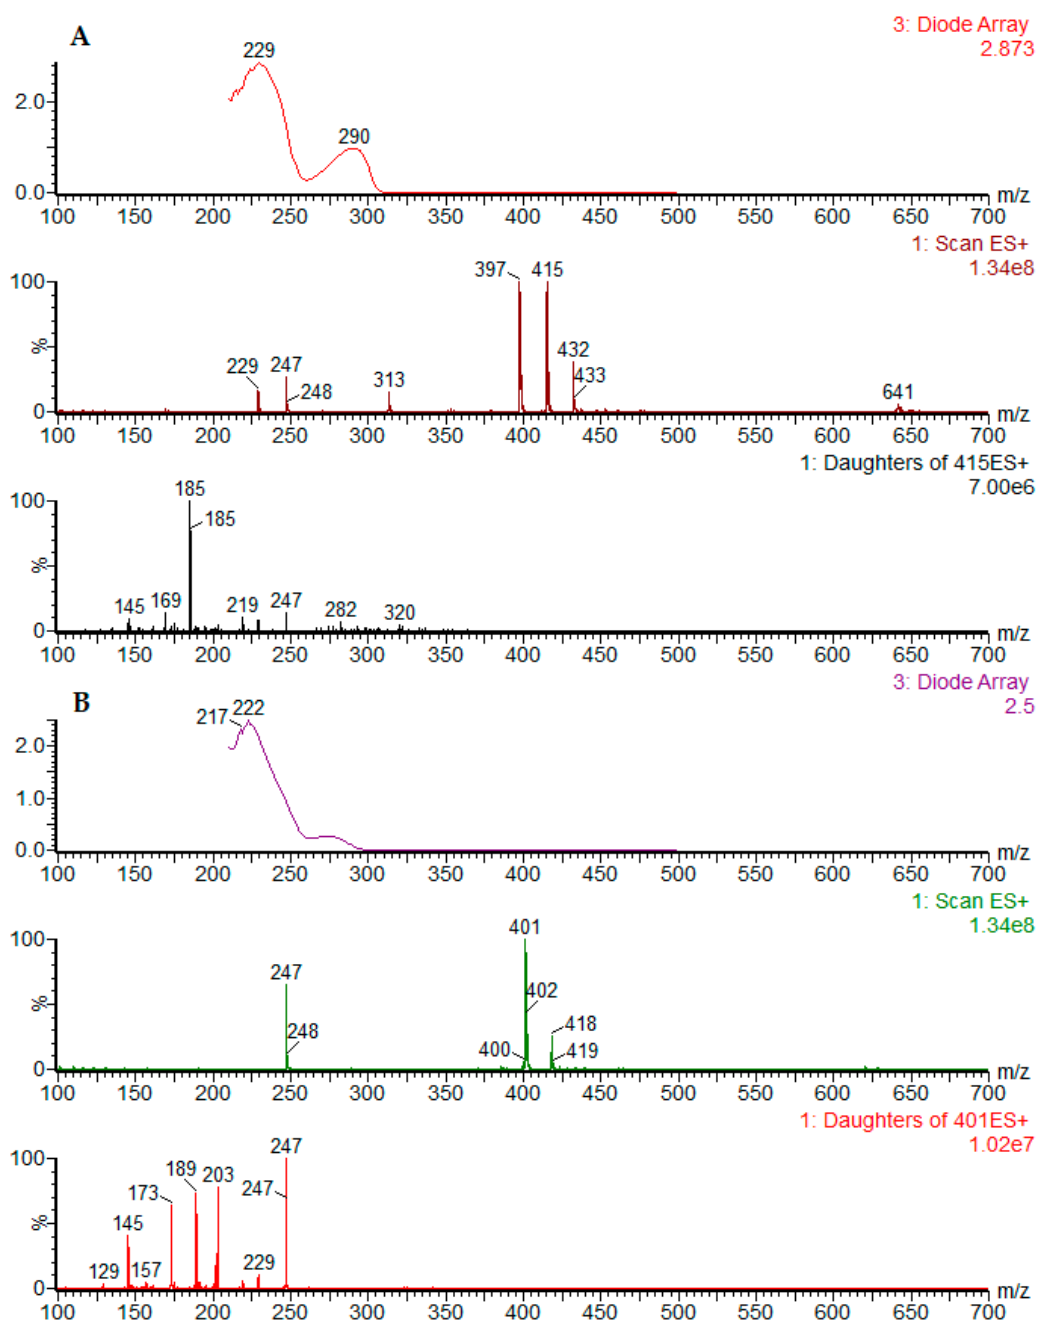 A
3: Diode Array
2.873
229
290
2.0
0.0
100 150 200 250 300 350 400 450 500 550 600 650 700 m/z
1: Scan ES+
1.34e8
397 415
432
433
229 247
248
313
641
100
%
0
100 150 200 250 300 350 400 450 500 550 600 650 700 m/z
1: Daughters of 415ES+
7.00e6
185
185
145 169 219 247 282 320
100
%
0
100 150 200 250 300 350 400 450 500 550 600 650 700 m/z
B
3: Diode Array
2.5
217 222
2.0
1.0
0.0
100 150 200 250 300 350 400 450 500 550 600 650 700 m/z
1: Scan ES+
1.34e8
401
402
247
248
400
418
419
100
%
0
100 150 200 250 300 350 400 450 500 550 600 650 700 m/z
1: Daughters of 401ES+
1.02e7
247
247
189 203
173
145
129 157 229
100
%
0
100 150 200 250 300 350 400 450 500 550 600 650 700 m/z